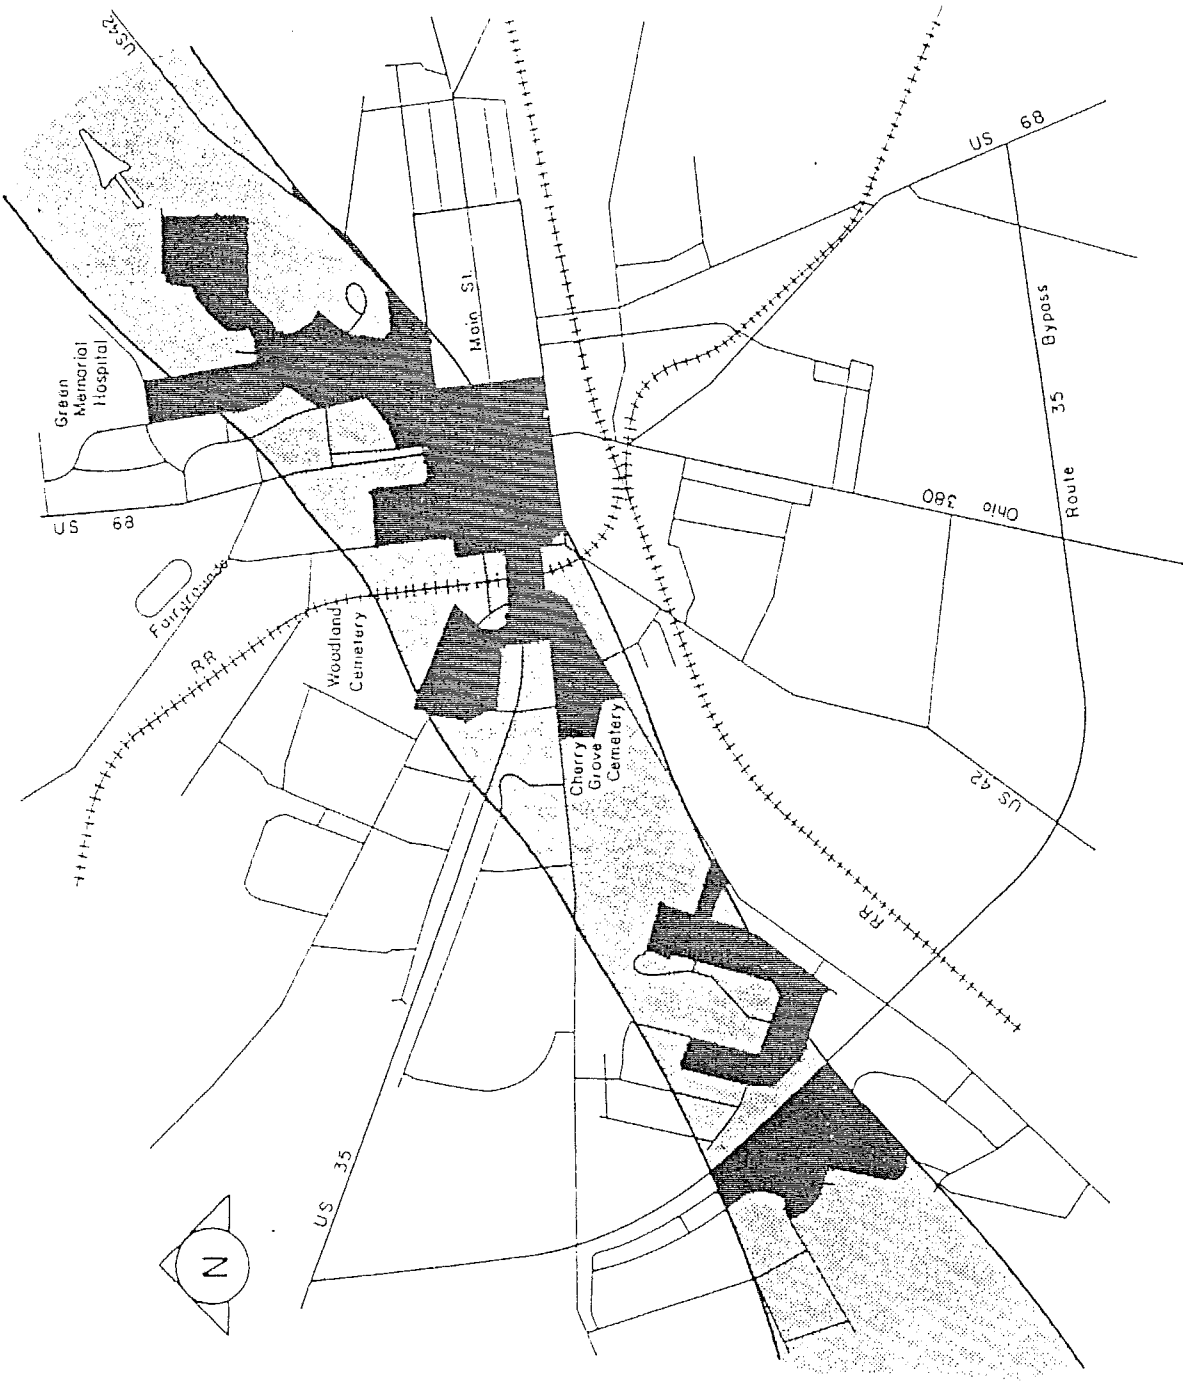 US 42
Green
Memorial
Hospital
US 68
Fairgrounds
RR
Woodland
Cemetery
Main St.
US 68
Bypass
35
Route
Ohio 380
Cherry
Grove
Cemetery
US 42
RR
US 35
N